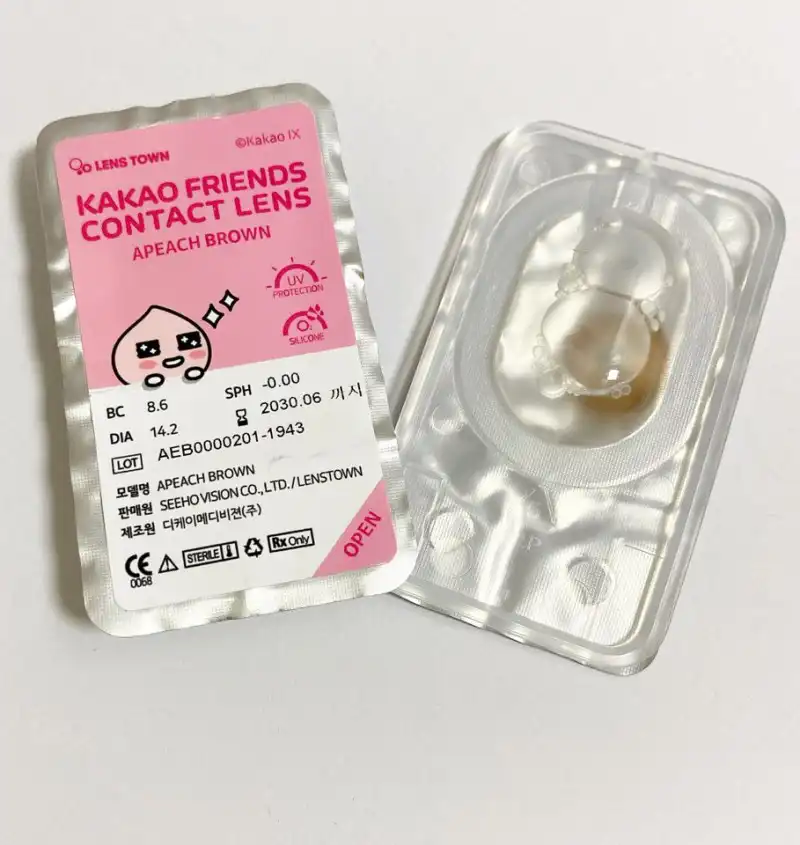 LENS TOWN
©Kakao IX
KAKAO FRIENDS
CONTACT LENS
APEACH BROWN
UV
PROTECTION
O₂
SILICONE
BC 8.6 SPH -0.00
DIA 14.2 2030.06 까지
LOT AEB0000201-1943
모델명 APEACH BROWN
판매원 SEEHO VISION CO., LTD. / LENSTOWN
제조원 디케이메디비젼(주)
CE 0068 STERILE Rx Only
OPEN